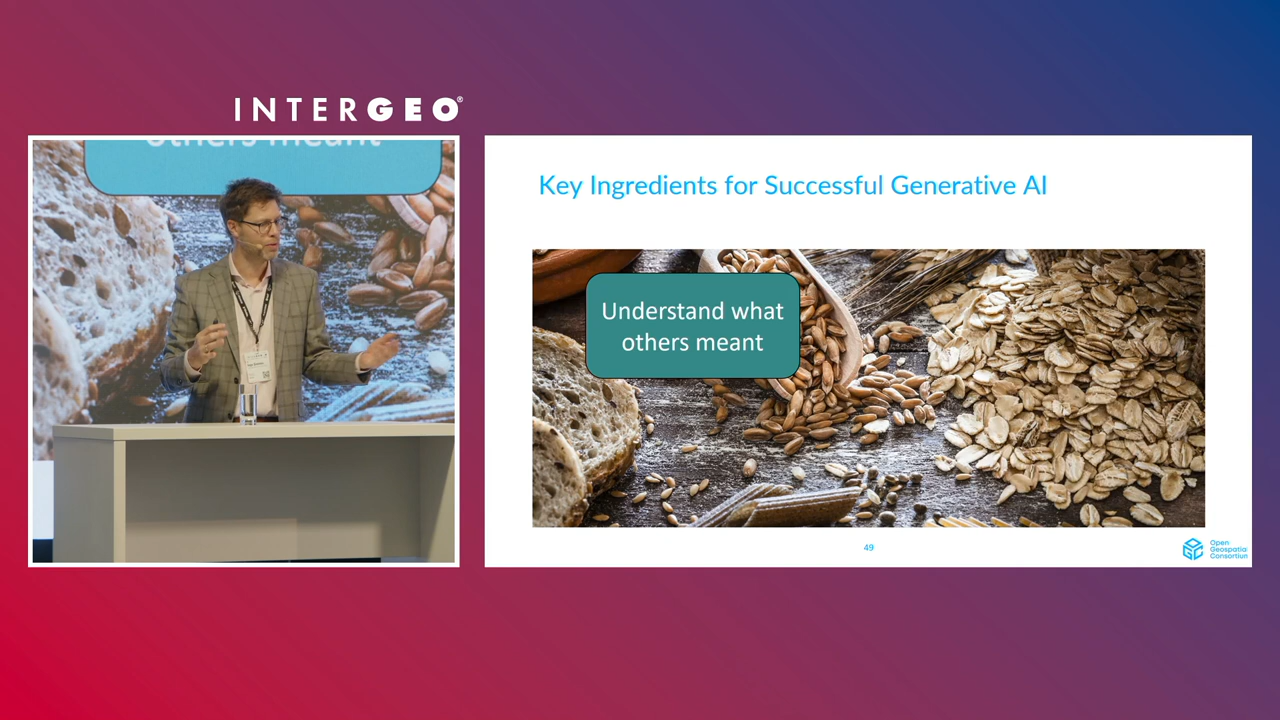 INTERGEO®
others meant
Key Ingredients for Successful Generative AI
Understand what
others meant
49
Open
Geospatial
Consortium